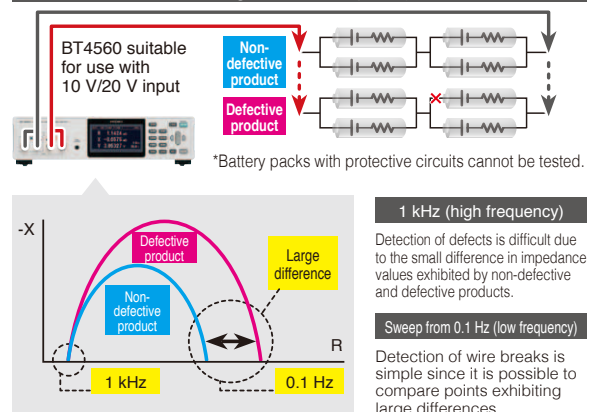 BT4560 suitable
for use with
10 V/20 V input
Non-
defective
product
Defective
product
*Battery packs with protective circuits cannot be tested.
-X
Defective
product
Non-
defective
product
Large
difference
R
1 kHz
0.1 Hz
1 kHz (high frequency)
Detection of defects is difficult due
to the small difference in impedance
values exhibited by non-defective
and defective products.
Sweep from 0.1 Hz (low frequency)
Detection of wire breaks is
simple since it is possible to
compare points exhibiting
large differences